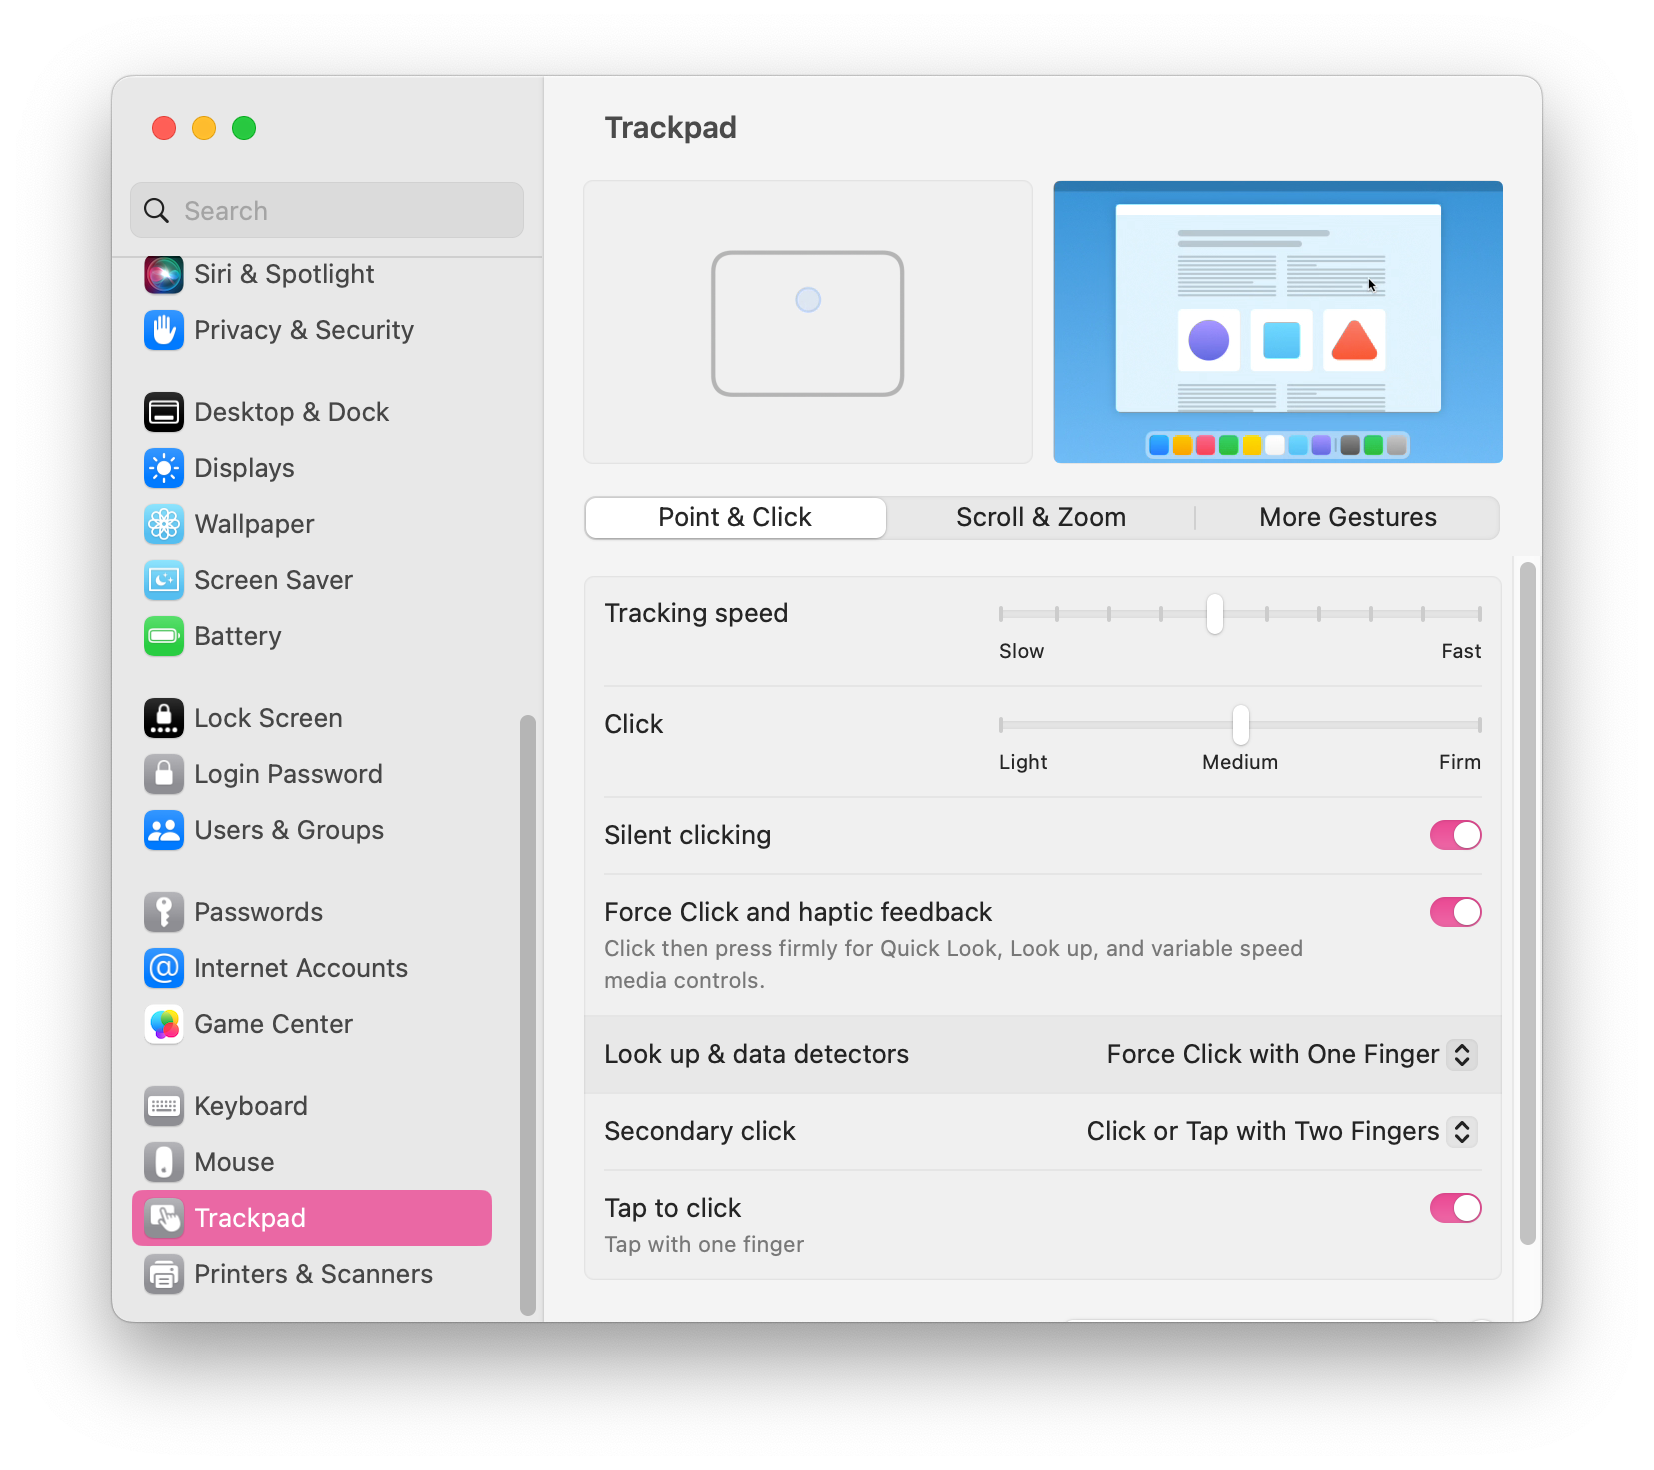 Search
Siri & Spotlight
Privacy & Security
Desktop & Dock
Displays
Wallpaper
Screen Saver
Battery
Lock Screen
Login Password
Users & Groups
Passwords
Internet Accounts
Game Center
Keyboard
Mouse
Trackpad
Printers & Scanners
Trackpad
Point & Click
Scroll & Zoom
More Gestures
Tracking speed
Slow
Fast
Click
Light
Medium
Firm
Silent clicking
Force Click and haptic feedback
Click then press firmly for Quick Look, Look up, and variable speed
media controls.
Look up & data detectors
Force Click with One Finger
Secondary click
Click or Tap with Two Fingers
Tap to click
Tap with one finger